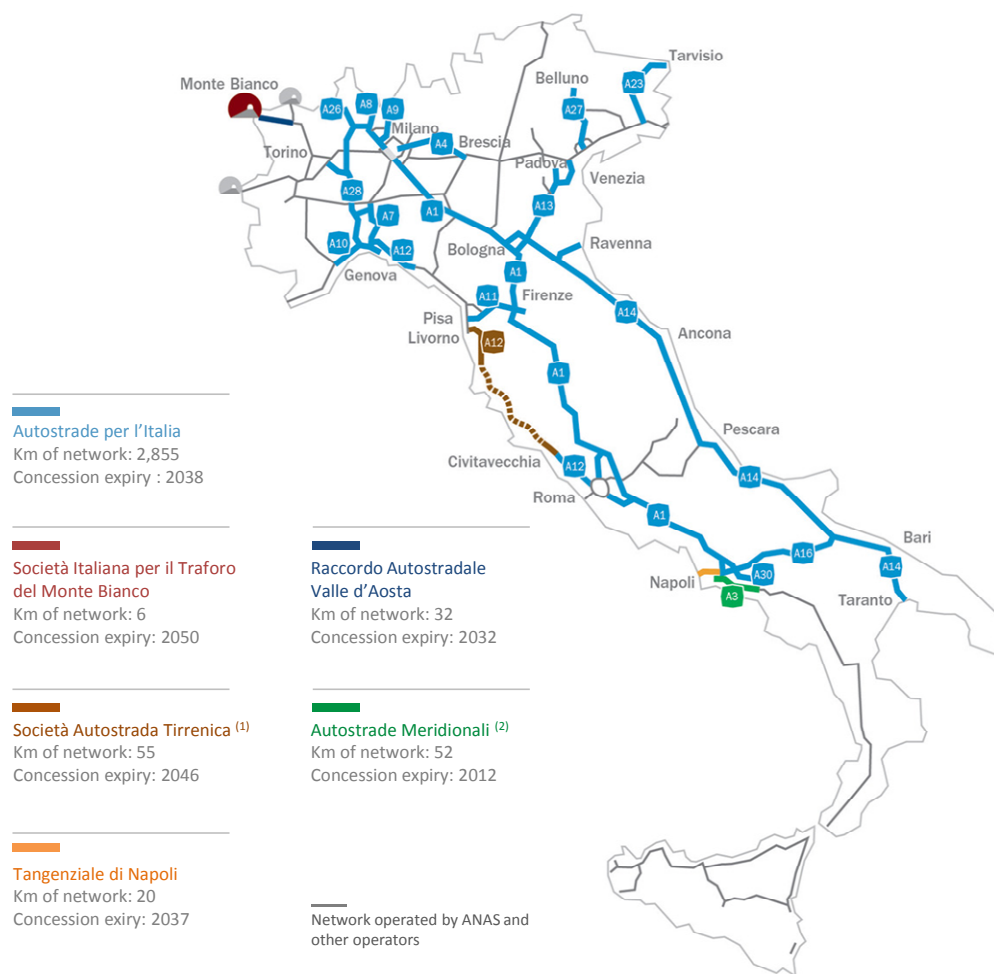 Tarvisio
Belluno
Monte Bianco
A23
A26
A8
A9
A27
Milano
A4
Brescia
Torino
Padova
Venezia
A28
A7
A1
A13
A10
A12
Bologna
Ravenna
Genova
A1
A11
Firenze
Pisa
A14
Livorno
A12
Ancona
A1
Pescara
Civitavecchia
A12
A14
Roma
A1
Bari
A16
A14
Napoli
A30
A3
Taranto
Autostrade per l’Italia
Km of network: 2,855
Concession expiry : 2038
Società Italiana per il Traforo
del Monte Bianco
Km of network: 6
Concession expiry: 2050
Raccordo Autostradale
Valle d’Aosta
Km of network: 32
Concession expiry: 2032
Società Autostrada Tirrenica (1)
Km of network: 55
Concession expiry: 2046
Autostrade Meridionali (2)
Km of network: 52
Concession expiry: 2012
Tangenziale di Napoli
Km of network: 20
Concession exiry: 2037
Network operated by ANAS and
other operators